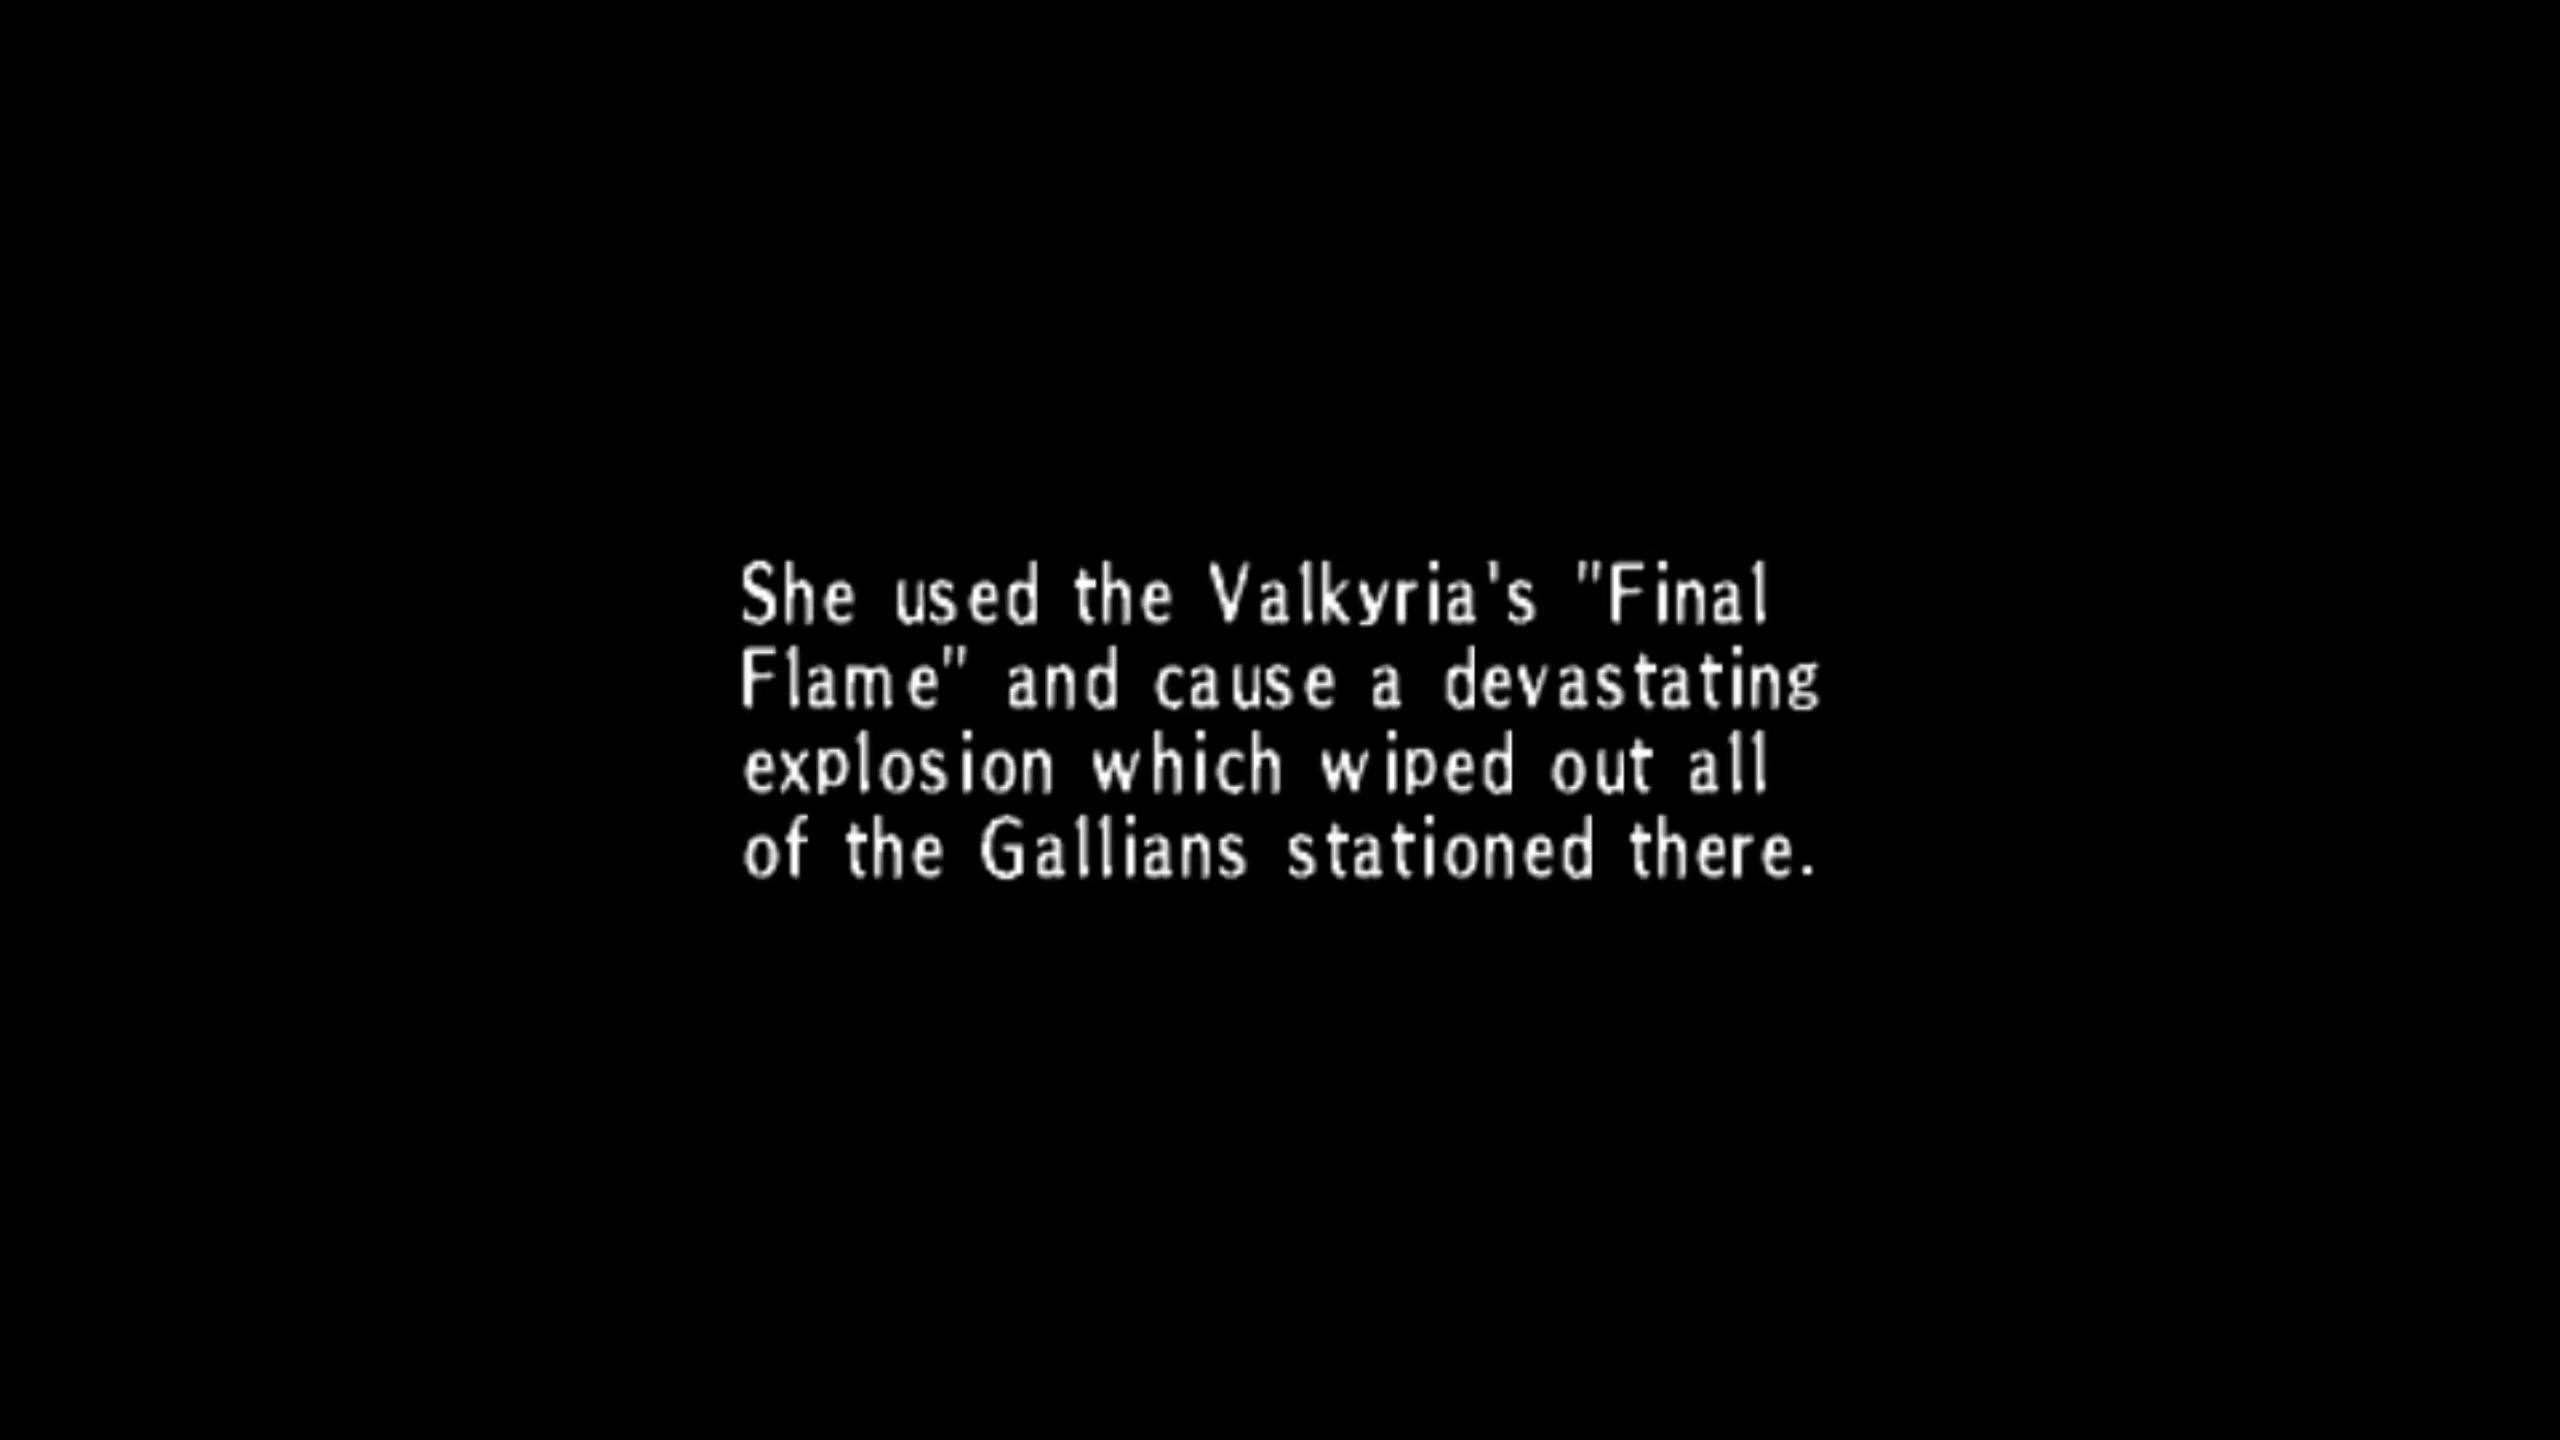 She used the Valkyria's "Final
Flame" and cause a devastating
explosion which wiped out all
of the Gallians stationed there.